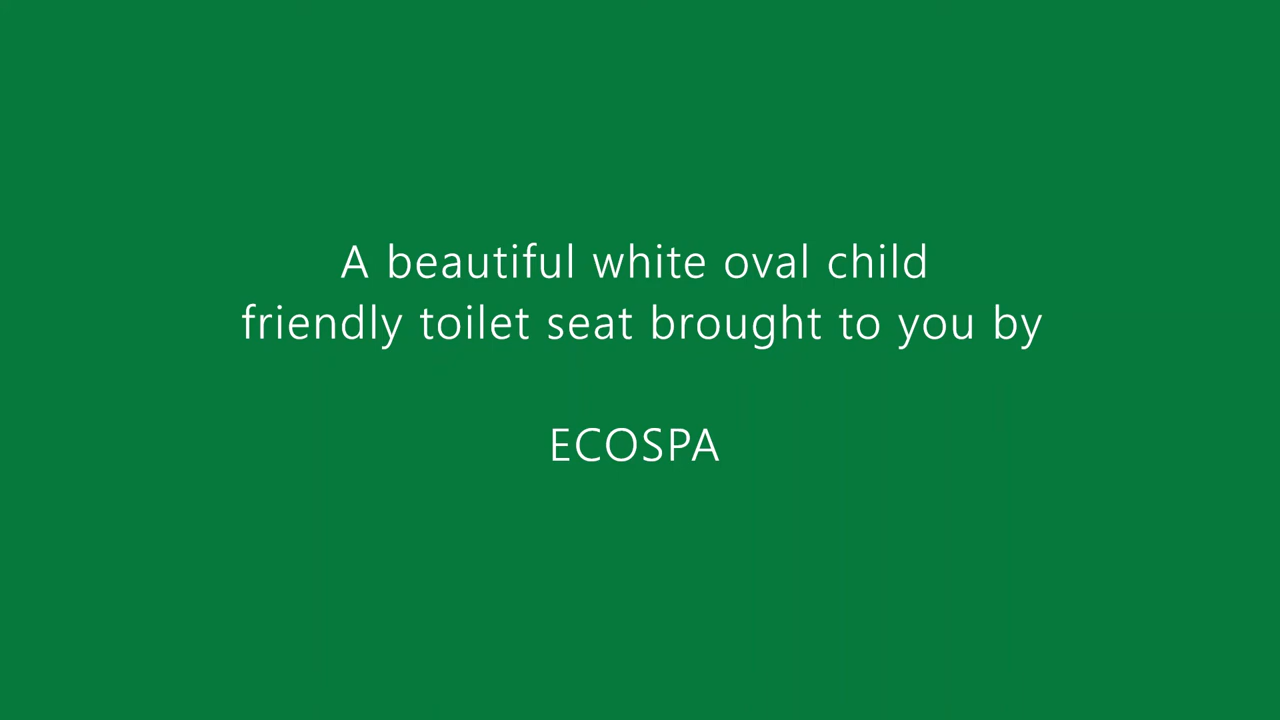 A beautiful white oval child
friendly toilet seat brought to you by
ECOSPA